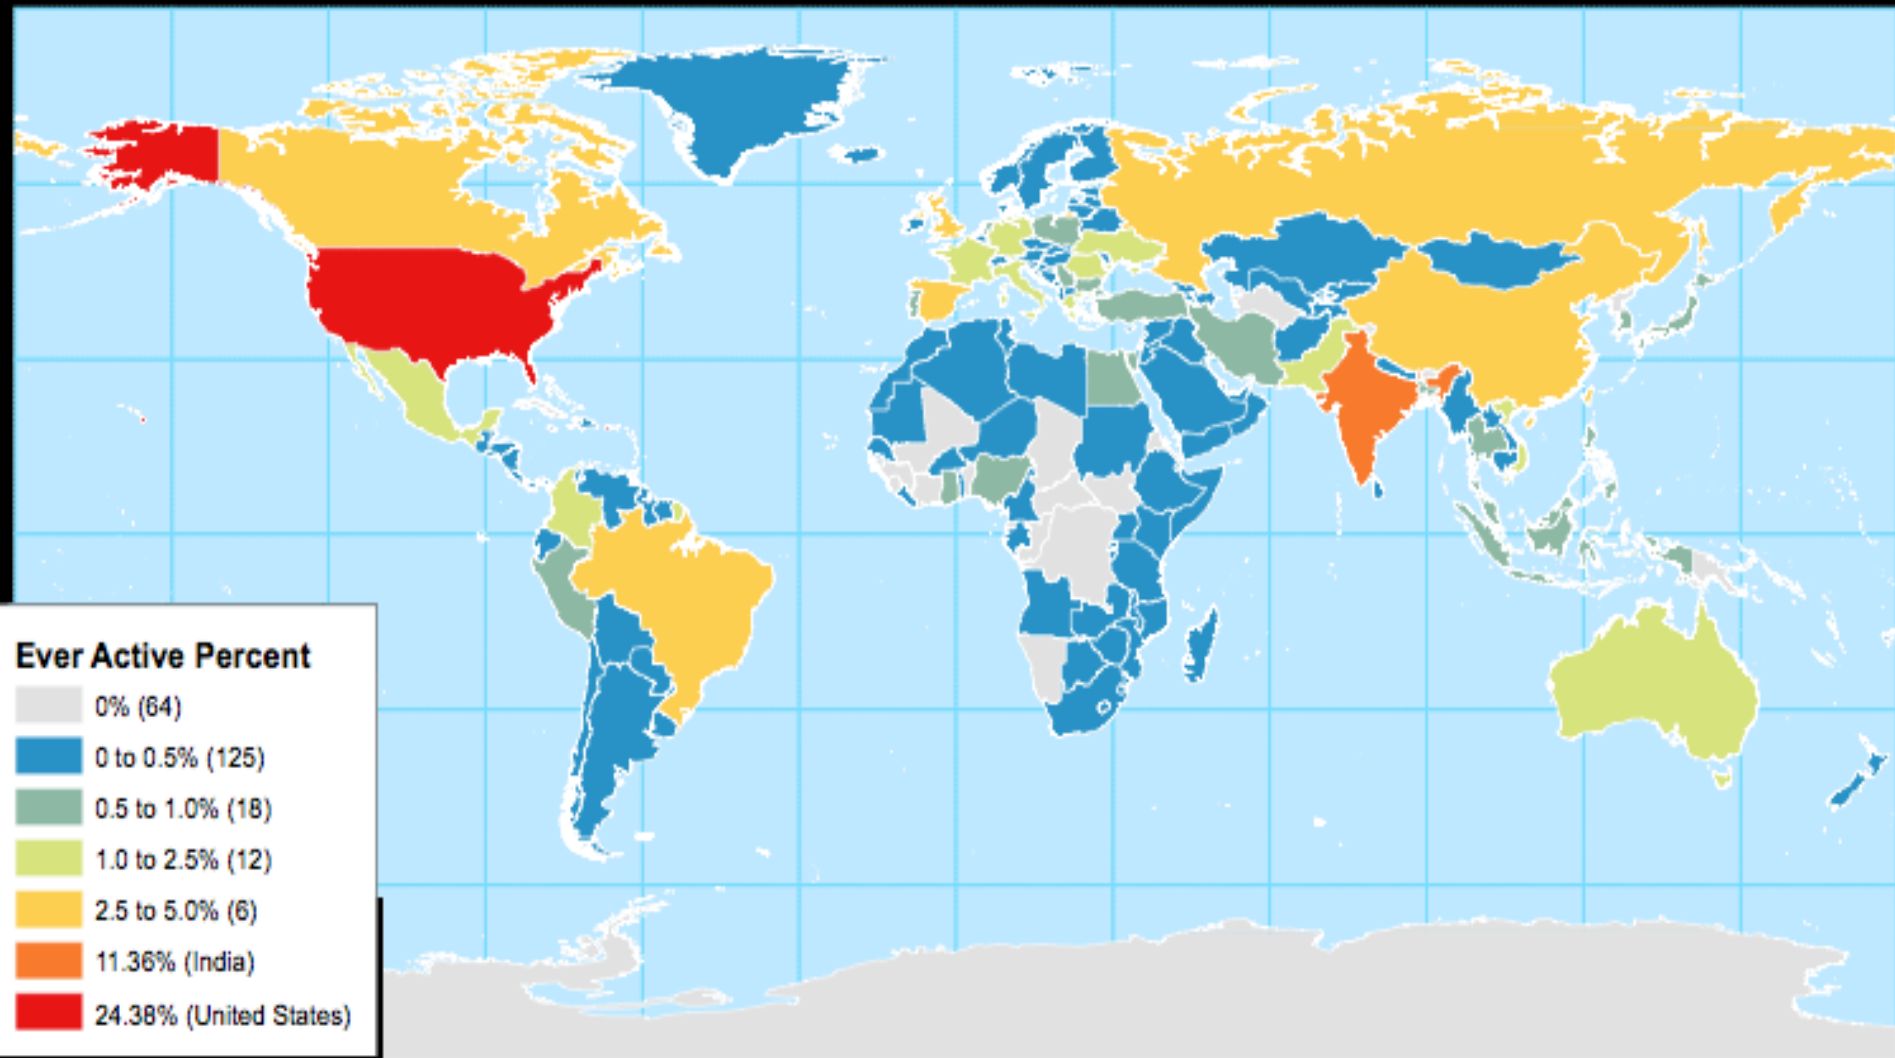 Ever Active Percent
0% (64)
0 to 0.5% (125)
0.5 to 1.0% (18)
1.0 to 2.5% (12)
2.5 to 5.0% (6)
11.36% (India)
24.38% (United States)